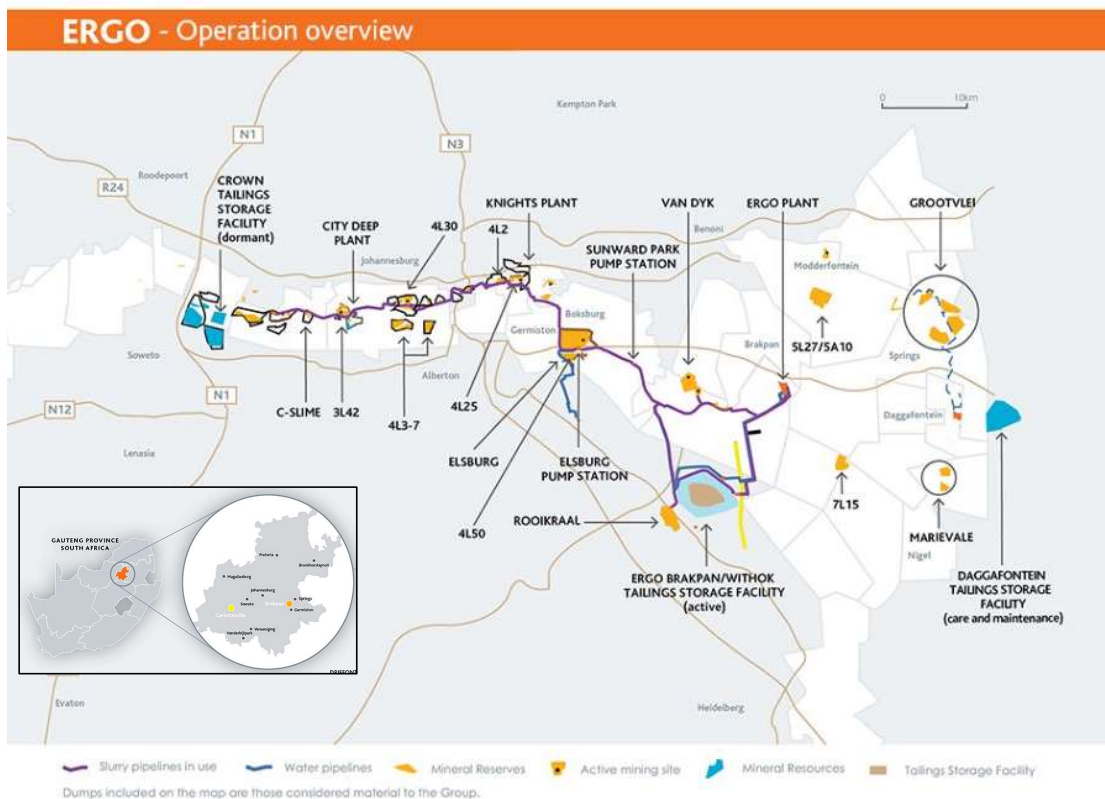 ERGO - Operation overview
0 10km
Kempton Park
N1
N3
Roodepoort
R24
CROWN
TAILINGS
STORAGE
FACILITY
(dormant)
CITY DEEP
PLANT
4L30
KNIGHTS PLANT
4L2
VAN DYK
ERGO PLANT
GROOTVLEI
Benoni
SUNWARD PARK
PUMP STATION
Johannesburg
Modderfontein
Boksburg
Germiston
Brakpan
5L27/5A10
Springs
Soweto
Alberton
N1
N12
C-SLIME
3L42
4L3-7
4L25
Daggafontein
Lenasia
ELSBURG
ELSBURG
PUMP STATION
4L50
ROOIKRAAL
7L15
MARIEVALE
Nigel
ERGO BRAKPAN/WITHOK
TAILINGS STORAGE FACILITY
(active)
DAGGAFONTEIN
TAILINGS STORAGE
FACILITY
(care and maintenance)
GAUTENG PROVINCE
SOUTH AFRICA
Pretoria
Bronkhorstspruit
Magaliesburg
Johannesburg
Soweto
Springs
Brakpan
Carletonville
Germiston
Vereeniging
Vanderbijlpark
Evaton
Heidelberg
Slurry pipelines in use
Water pipelines
Mineral Reserves
Active mining site
Mineral Resources
Tailings Storage Facility
Dumps included on the map are those considered material to the Group.